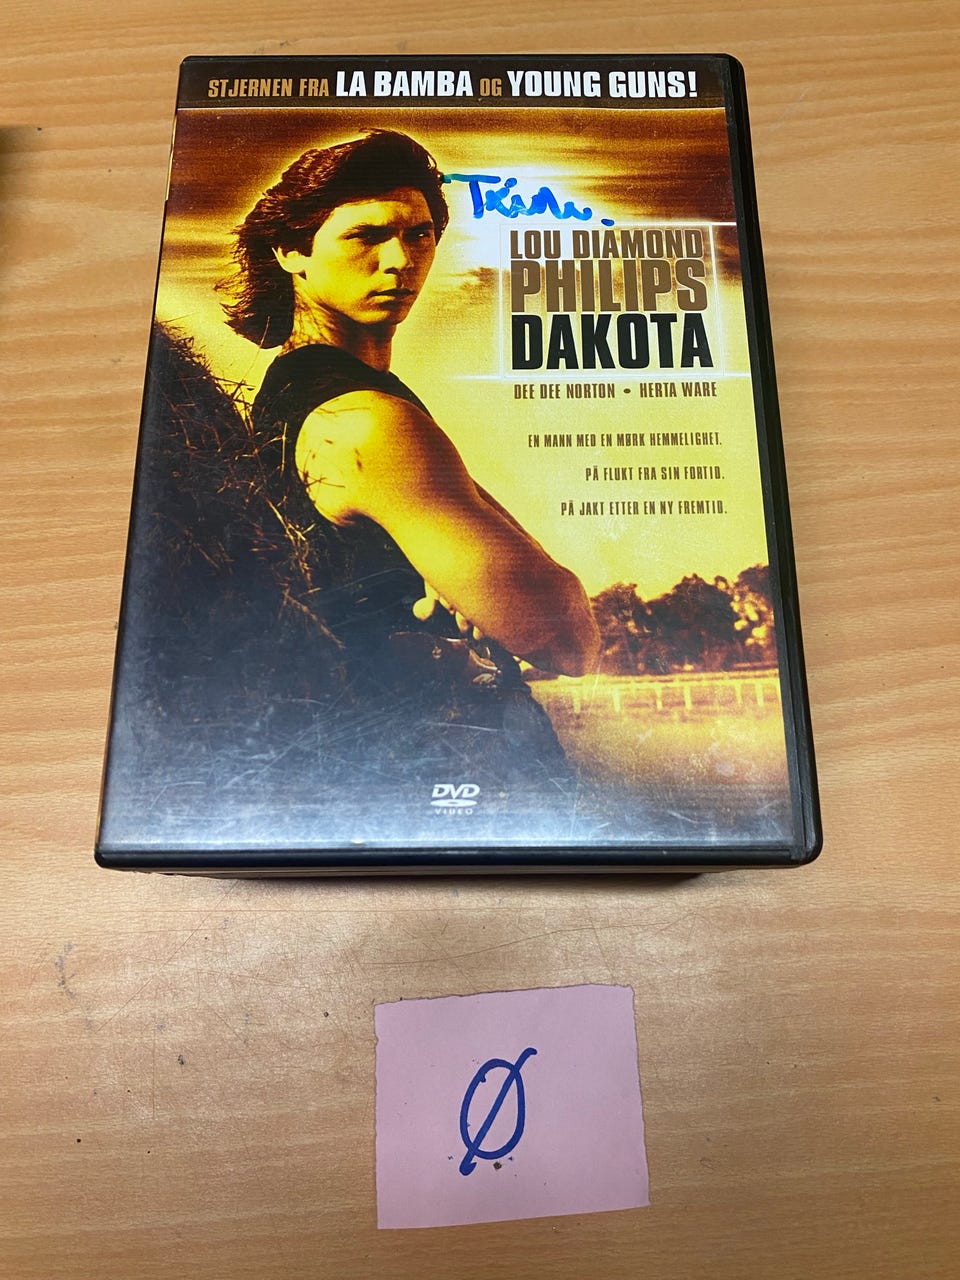 STJERNEN FRA LA BAMBA OG YOUNG GUNS!
LOU DIAMOND
PHILIPS
DAKOTA
DEE DEE NORTON • HERTA WARE
EN MANN MED EN MØRK HEMMELIGHET.
PÅ FLUKT FRA SIN FORTID.
PÅ JAKT ETTER EN NY FREMTID.
DVD
VIDEO
Ø